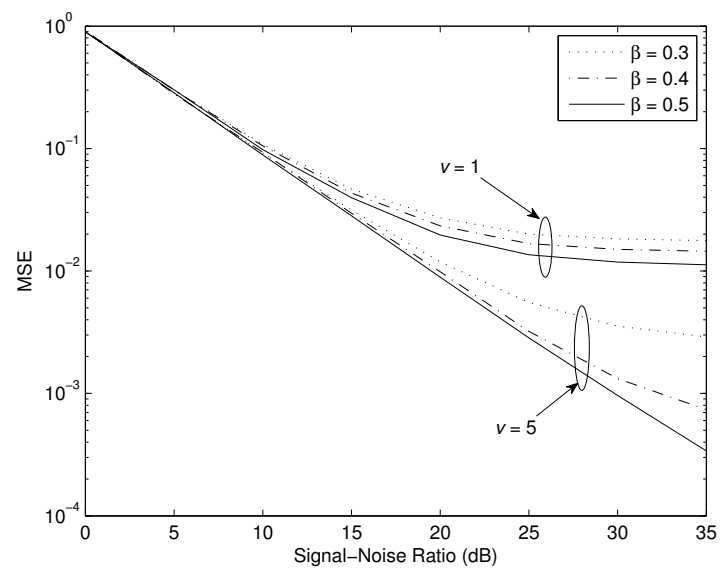 10^0
β = 0.3
β = 0.4
β = 0.5
10^−1
v = 1
MSE
10^−2
10^−3
v = 5
10^−4
0 5 10 15 20 25 30 35
Signal−Noise Ratio (dB)